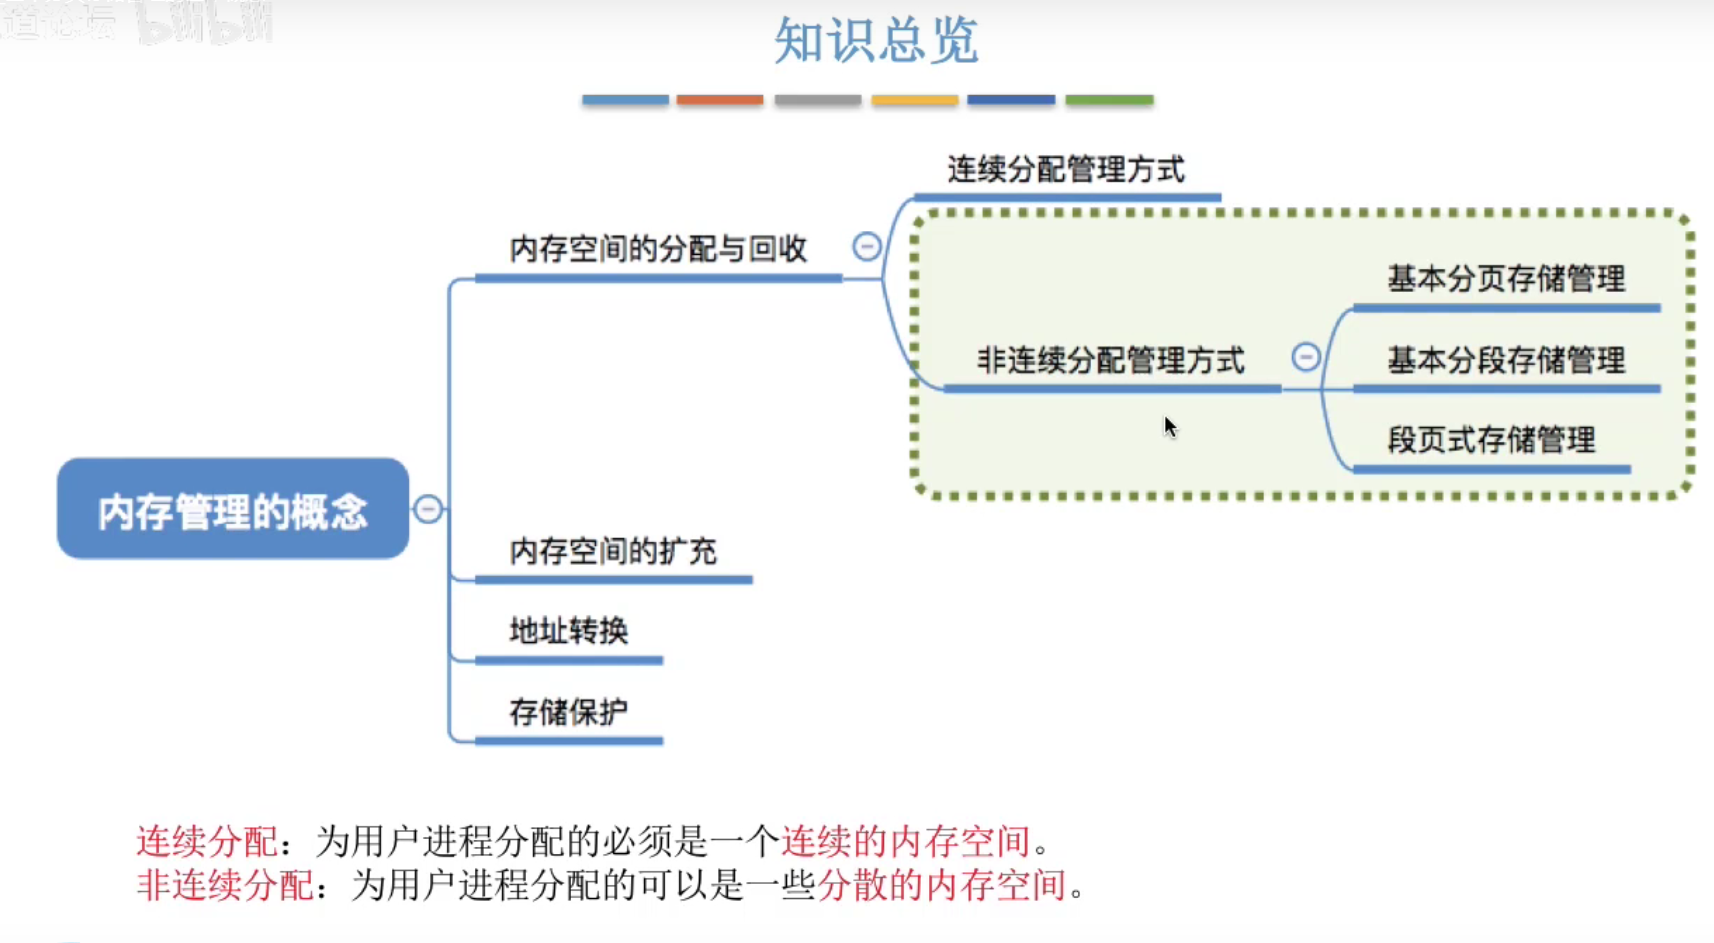 道论坛 bilibili
知识总览
连续分配管理方式
内存空间的分配与回收
基本分页存储管理
非连续分配管理方式
基本分段存储管理
段页式存储管理
内存管理的概念
内存空间的扩充
地址转换
存储保护
连续分配：为用户进程分配的必须是一个连续的内存空间。
非连续分配：为用户进程分配的可以是一些分散的内存空间。